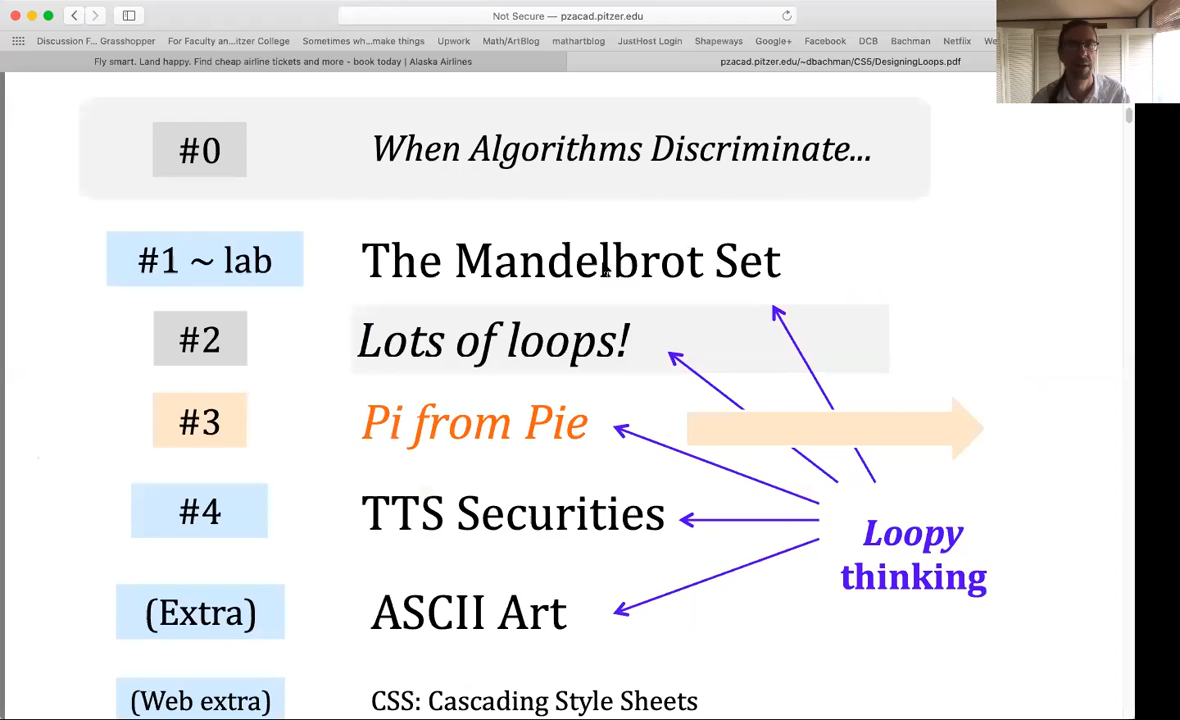 Not Secure — pzacad.pitzer.edu
Discussion F... Grasshopper For Faculty an...itzer College Sometimes wh...make things Upwork Math/ArtBlog mathartblog JustHost Login Shapeways Google+ Facebook DCB Bachman Netflix We
Fly smart. Land happy. Find cheap airline tickets and more - book today | Alaska Airlines pzacad.pitzer.edu/~dbachman/CS5/DesigningLoops.pdf
#0 When Algorithms Discriminate...
#1 ~ lab The Mandelbrot Set
#2 Lots of loops!
#3 Pi from Pie
#4 TTS Securities
Loopy
thinking
(Extra) ASCII Art
(Web extra) CSS: Cascading Style Sheets